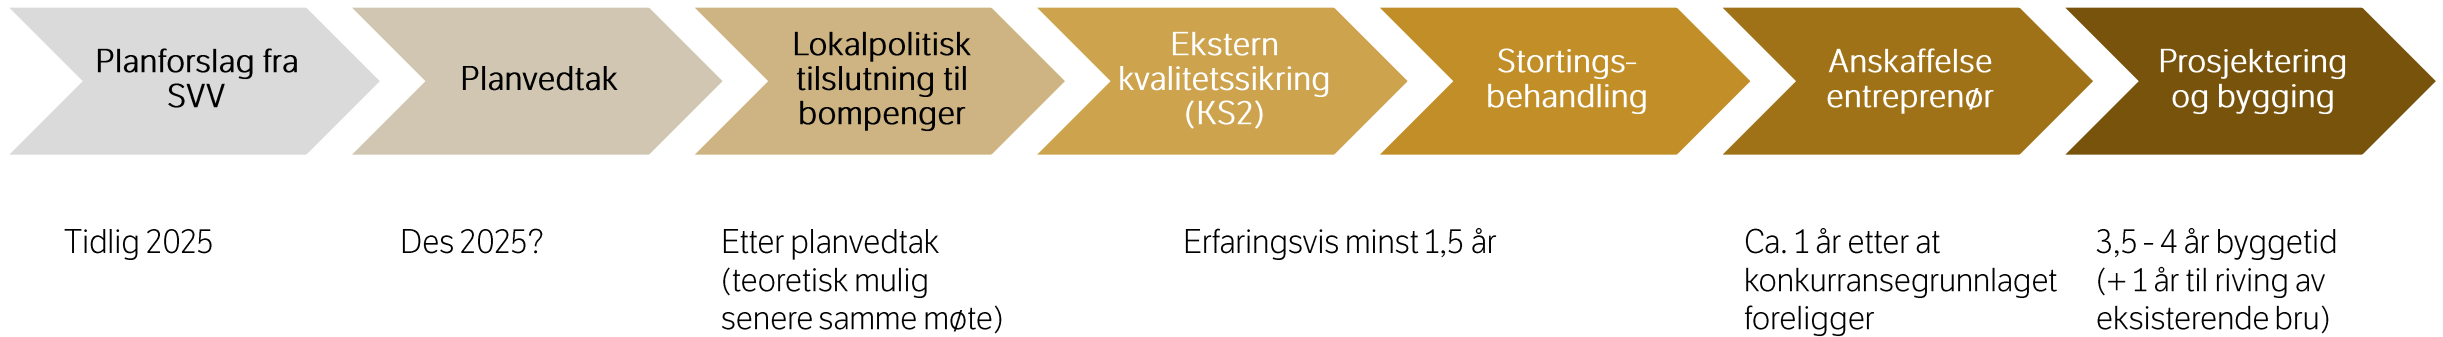 Planforslag fra
SVV
Planvedtak
Lokalpolitisk
tilslutning til
bompenger
Ekstern
kvalitetssikring
(KS2)
Stortings-
behandling
Anskaffelse
entreprenør
Prosjektering
og bygging
Tidlig 2025
Des 2025?
Etter planvedtak
(teoretisk mulig
senere samme møte)
Erfaringsvis minst 1,5 år
Ca. 1 år etter at
konkurransegrunnlaget
foreligger
3,5 - 4 år byggetid
(+ 1 år til riving av
eksisterende bru)